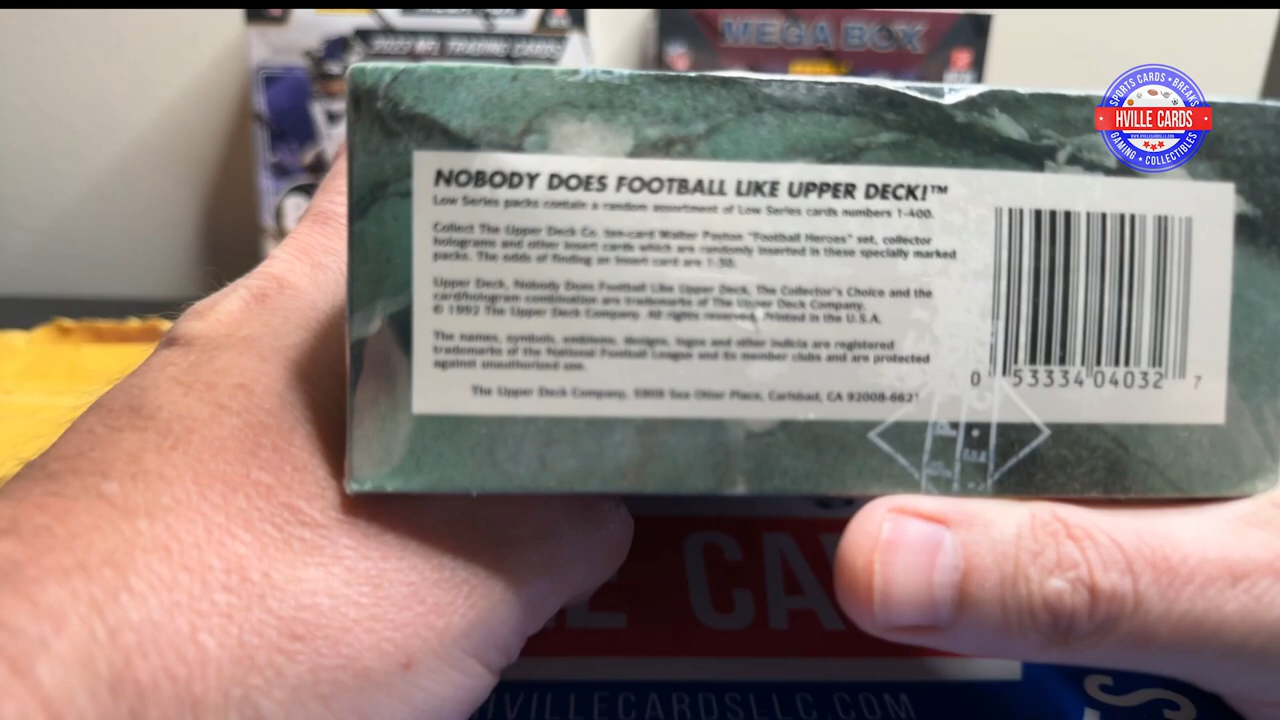 2023 NFL TRADING CARDS
MEGA BOX
SPORTS CARDS • BREAKS
HVILLE CARDS
WWW.HVILLECARDSLLC.COM
GAMING • COLLECTIBLES
NOBODY DOES FOOTBALL LIKE UPPER DECK!™
Low Series packs contain a random assortment of Low Series cards numbers 1-400.
Collect The Upper Deck Co. ten-card Walter Payton "Football Heroes" set, collector
holograms and other insert cards which are randomly inserted in these specially marked
packs. The odds of finding an insert card are 1:30.
Upper Deck, Nobody Does Football Like Upper Deck, The Collector's Choice and the
card/hologram combination are trademarks of The Upper Deck Company.
© 1992 The Upper Deck Company. All rights reserved. Printed in the U.S.A.
The names, symbols, emblems, designs, logos and other indicia are registered
trademarks of the National Football League and its member clubs and are protected
against unauthorized use.
The Upper Deck Company, 5909 Sea Otter Place, Carlsbad, CA 92008-6621
0 53334 04032 7
CA
HVILLECARDSLLC.COM